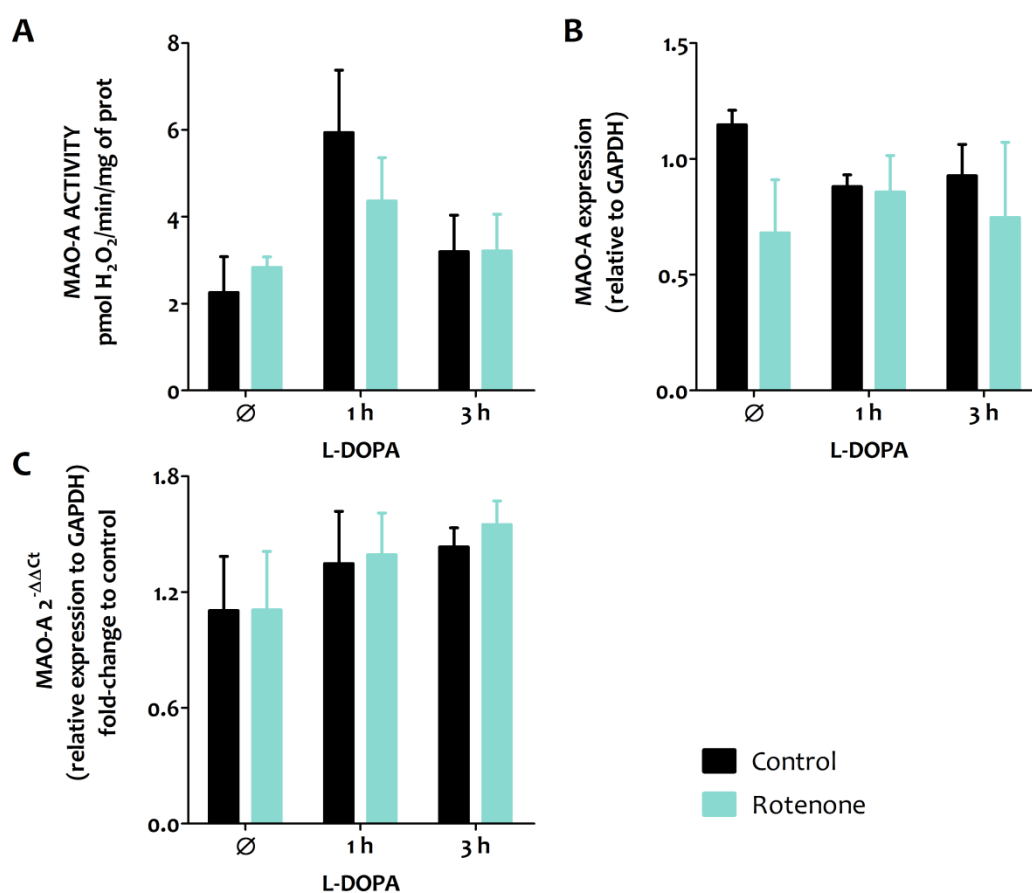 A
MAO-A ACTIVITY
pmol H₂O₂/min/mg of prot
8
6
4
2
0
∅
1 h
3 h
L-DOPA
B
MAO-A expression
(relative to GAPDH)
1.5
1.0
0.5
0.0
∅
1 h
3 h
L-DOPA
C
MAO-A 2^-ΔΔCt
(relative expression to GAPDH)
fold-change to control
1.8
1.2
0.6
0.0
∅
1 h
3 h
L-DOPA
Control
Rotenone